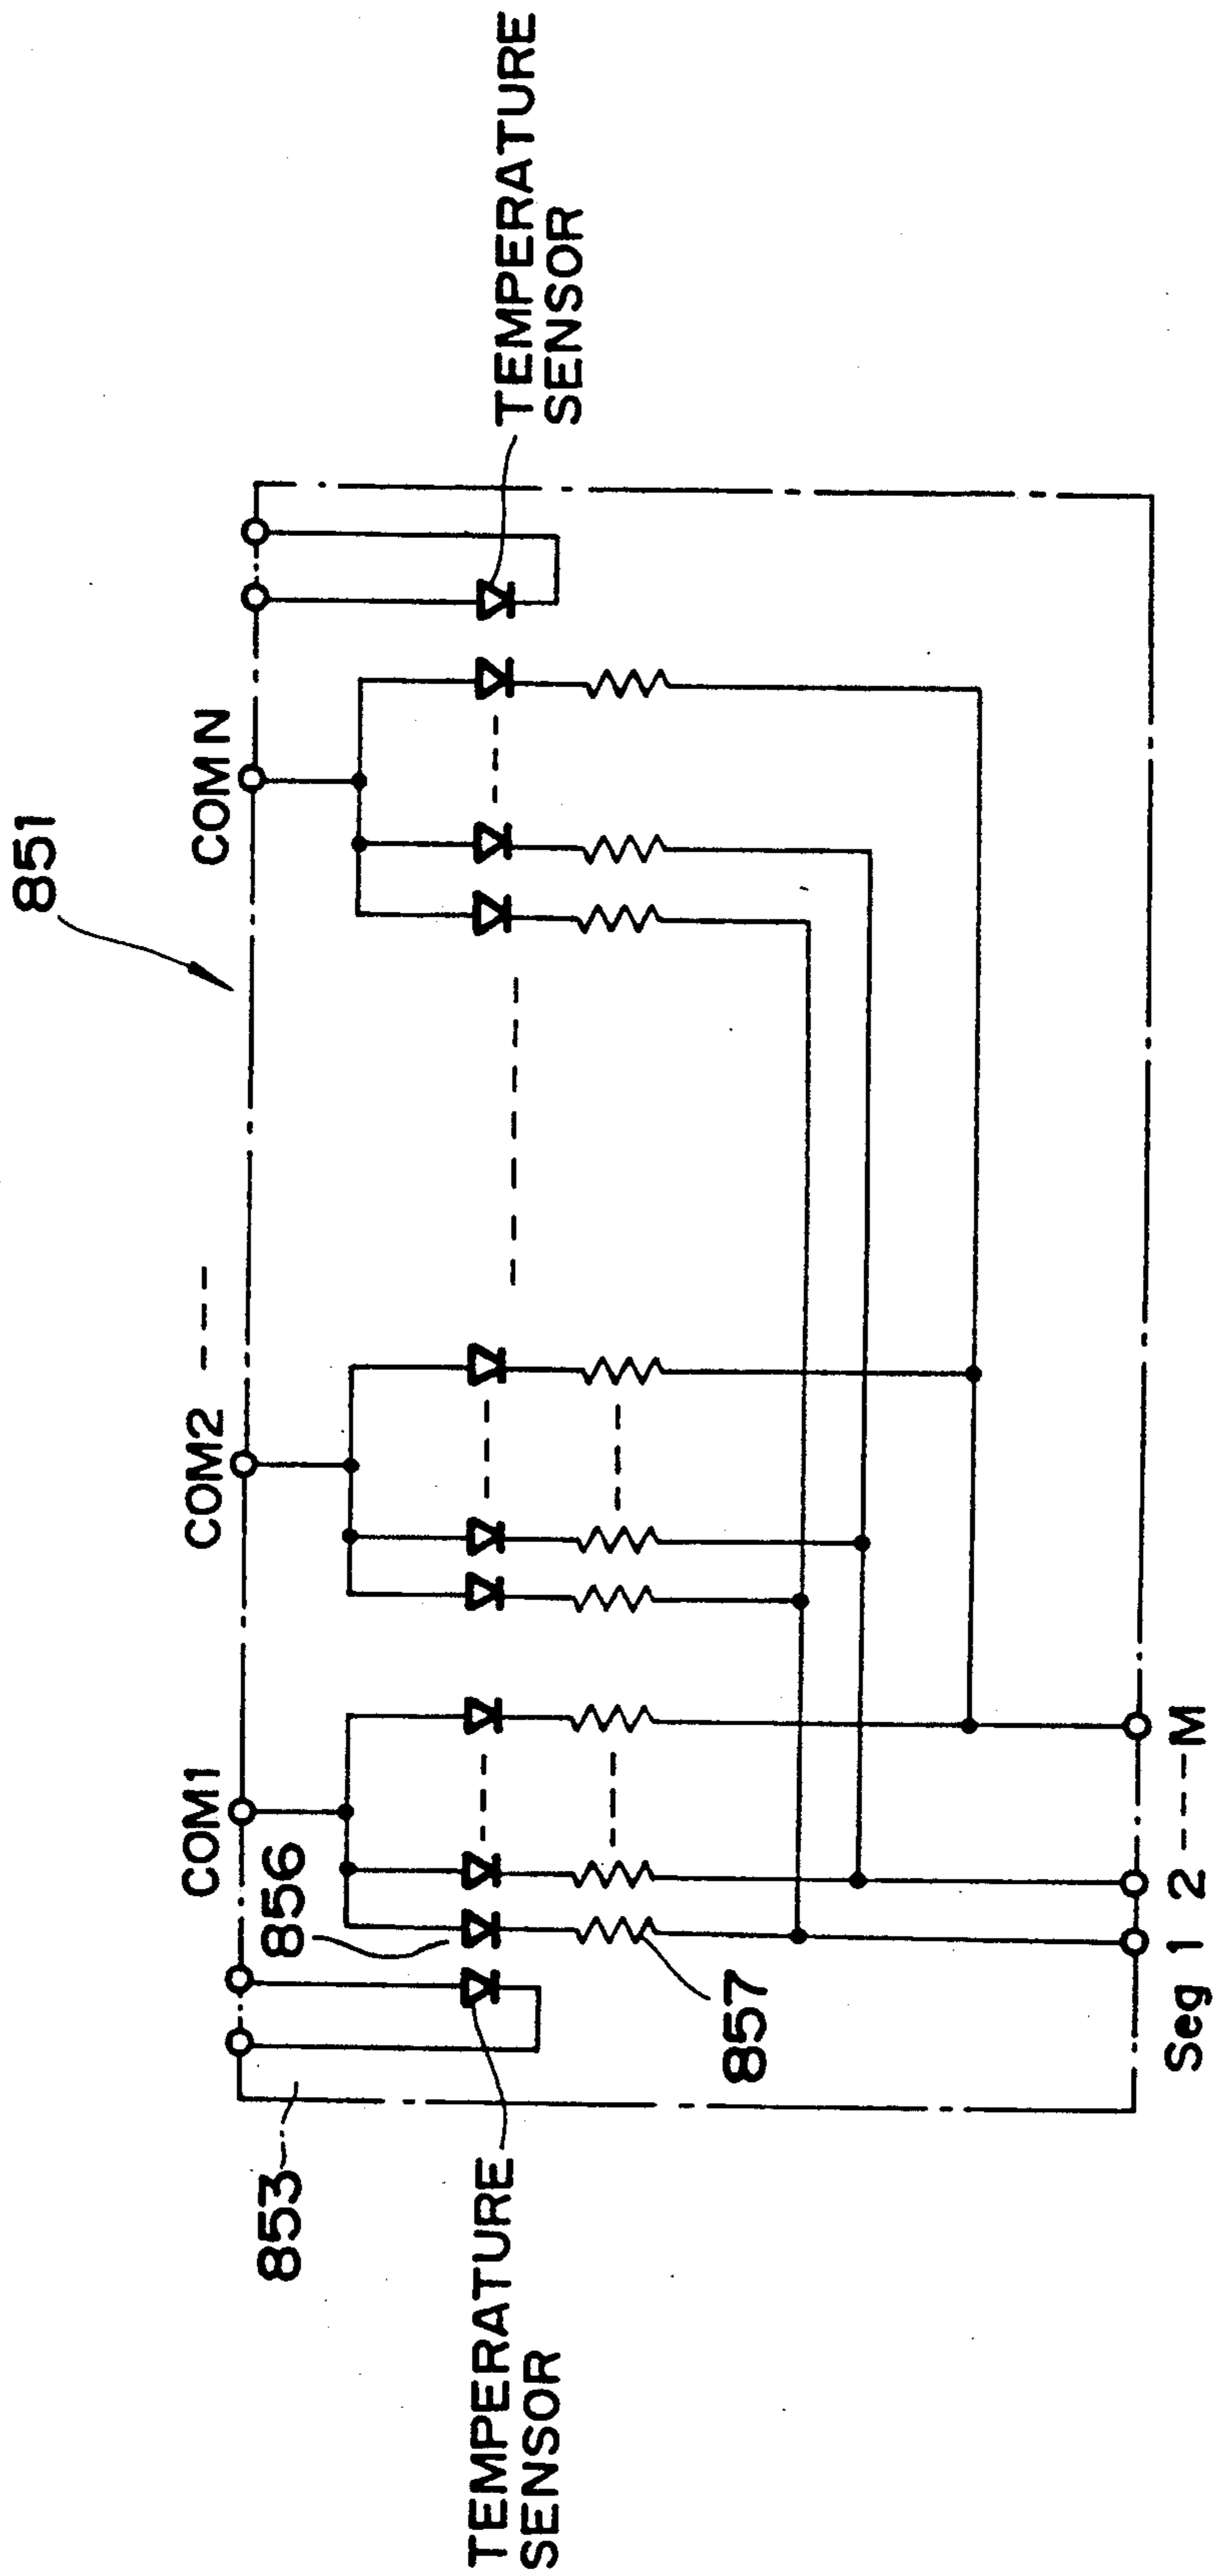 851
COM1
COM2 ---
COM N
853
856
857
TEMPERATURE
SENSOR
TEMPERATURE
SENSOR
Seg 1 2 ----M